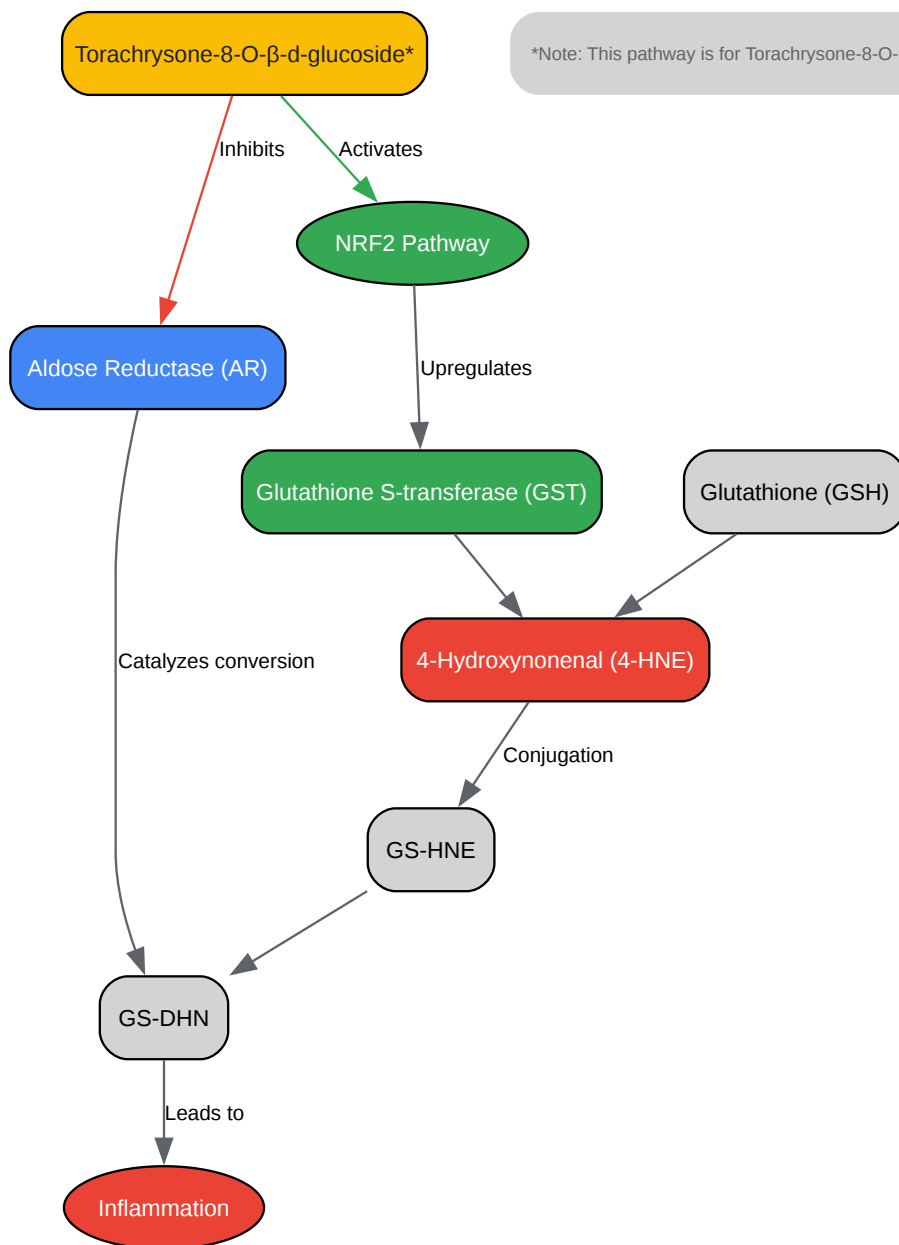 Torachrysone-8-O-β-d-glucoside*
*Note: This pathway is for Torachrysone-8-O-
Inhibits
Activates
NRF2 Pathway
Aldose Reductase (AR)
Upregulates
Glutathione S-transferase (GST)
Glutathione (GSH)
Catalyzes conversion
4-Hydroxynonenal (4-HNE)
Conjugation
GS-HNE
GS-DHN
Leads to
Inflammation